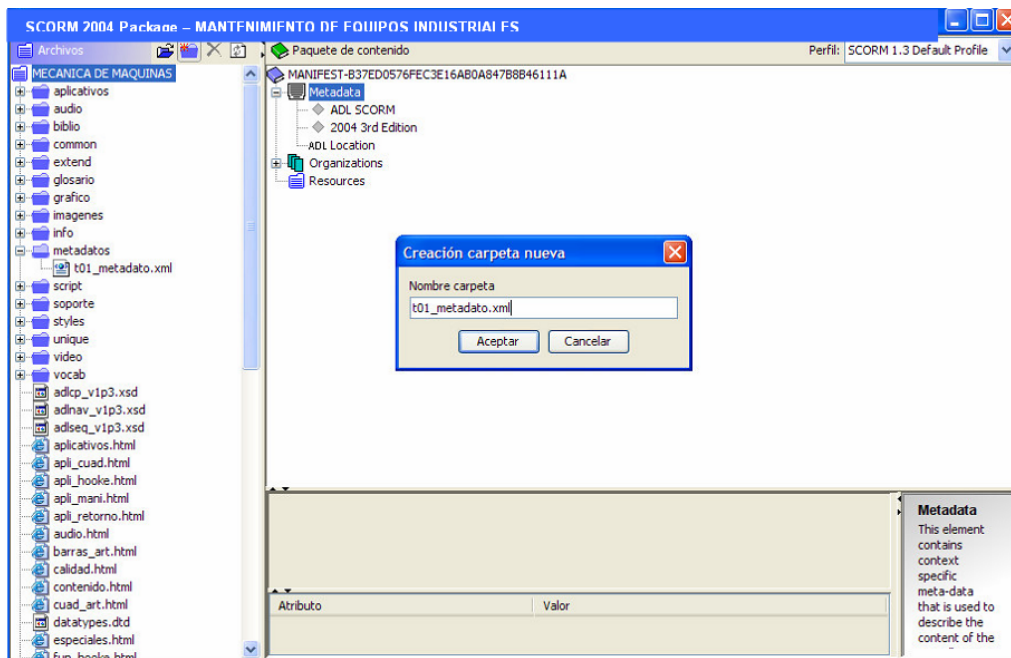 SCORM 2004 Package – MANTENIMIENTO DE EQUIPOS INDUSTRIALES
Archivos
MECANICA DE MAQUINAS
aplicativos
audio
biblio
common
extend
glosario
grafico
imagenes
info
metadatos
t01_metadato.xml
script
soporte
styles
unique
video
vocab
adlcp_v1p3.xsd
adlnav_v1p3.xsd
adlseq_v1p3.xsd
aplicativos.html
apli_cuad.html
apli_hooke.html
apli_mani.html
apli_retorno.html
audio.html
barras_art.html
calidad.html
contenido.html
cuad_art.html
datatypes.dtd
especiales.html
fun_hooke.html
Paquete de contenido
Perfil: SCORM 1.3 Default Profile
MANIFEST-B37ED0576FEC3E16AB0A847B8B46111A
Metadata
ADL SCORM
2004 3rd Edition
ADL Location
Organizations
Resources
Creación carpeta nueva
Nombre carpeta
t01_metadato.xml
Aceptar
Cancelar
Atributo
Valor
Metadata
This element
contains
context
specific
meta-data
that is used to
describe the
content of the